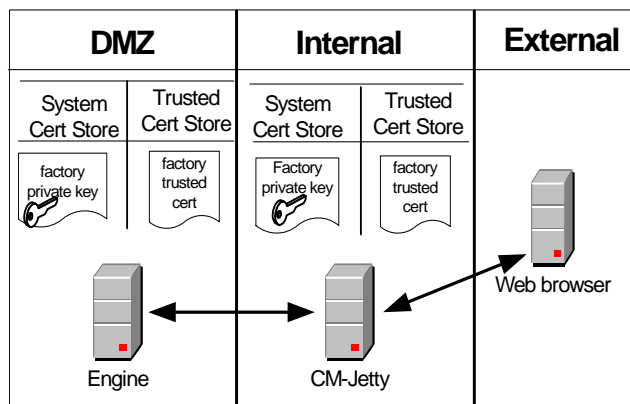 DMZ
Internal
External
System
Cert Store
Trusted
Cert Store
System
Cert Store
Trusted
Cert Store
factory
private key
factory
trusted
cert
Factory
private key
factory
trusted
cert
Web browser
Engine
CM-Jetty